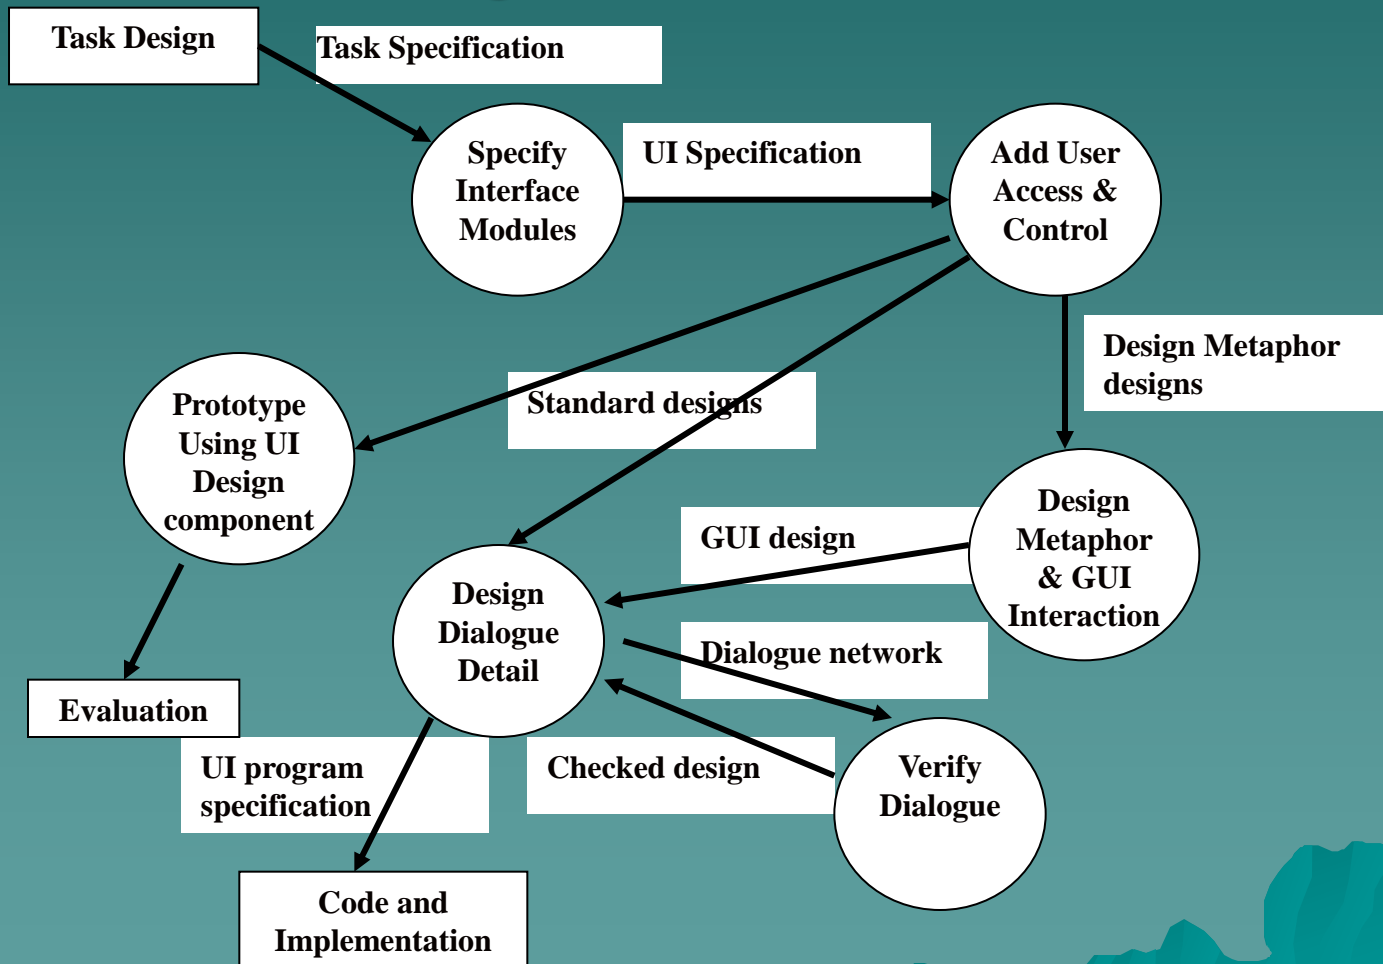 Task Design
Task Specification
Specify
Interface
Modules
UI Specification
Add User
Access &
Control
Design Metaphor
designs
Prototype
Using UI
Design
component
Standard designs
Design
Metaphor
& GUI
Interaction
GUI design
Design
Dialogue
Detail
Dialogue network
Evaluation
UI program
specification
Checked design
Verify
Dialogue
Code and
Implementation